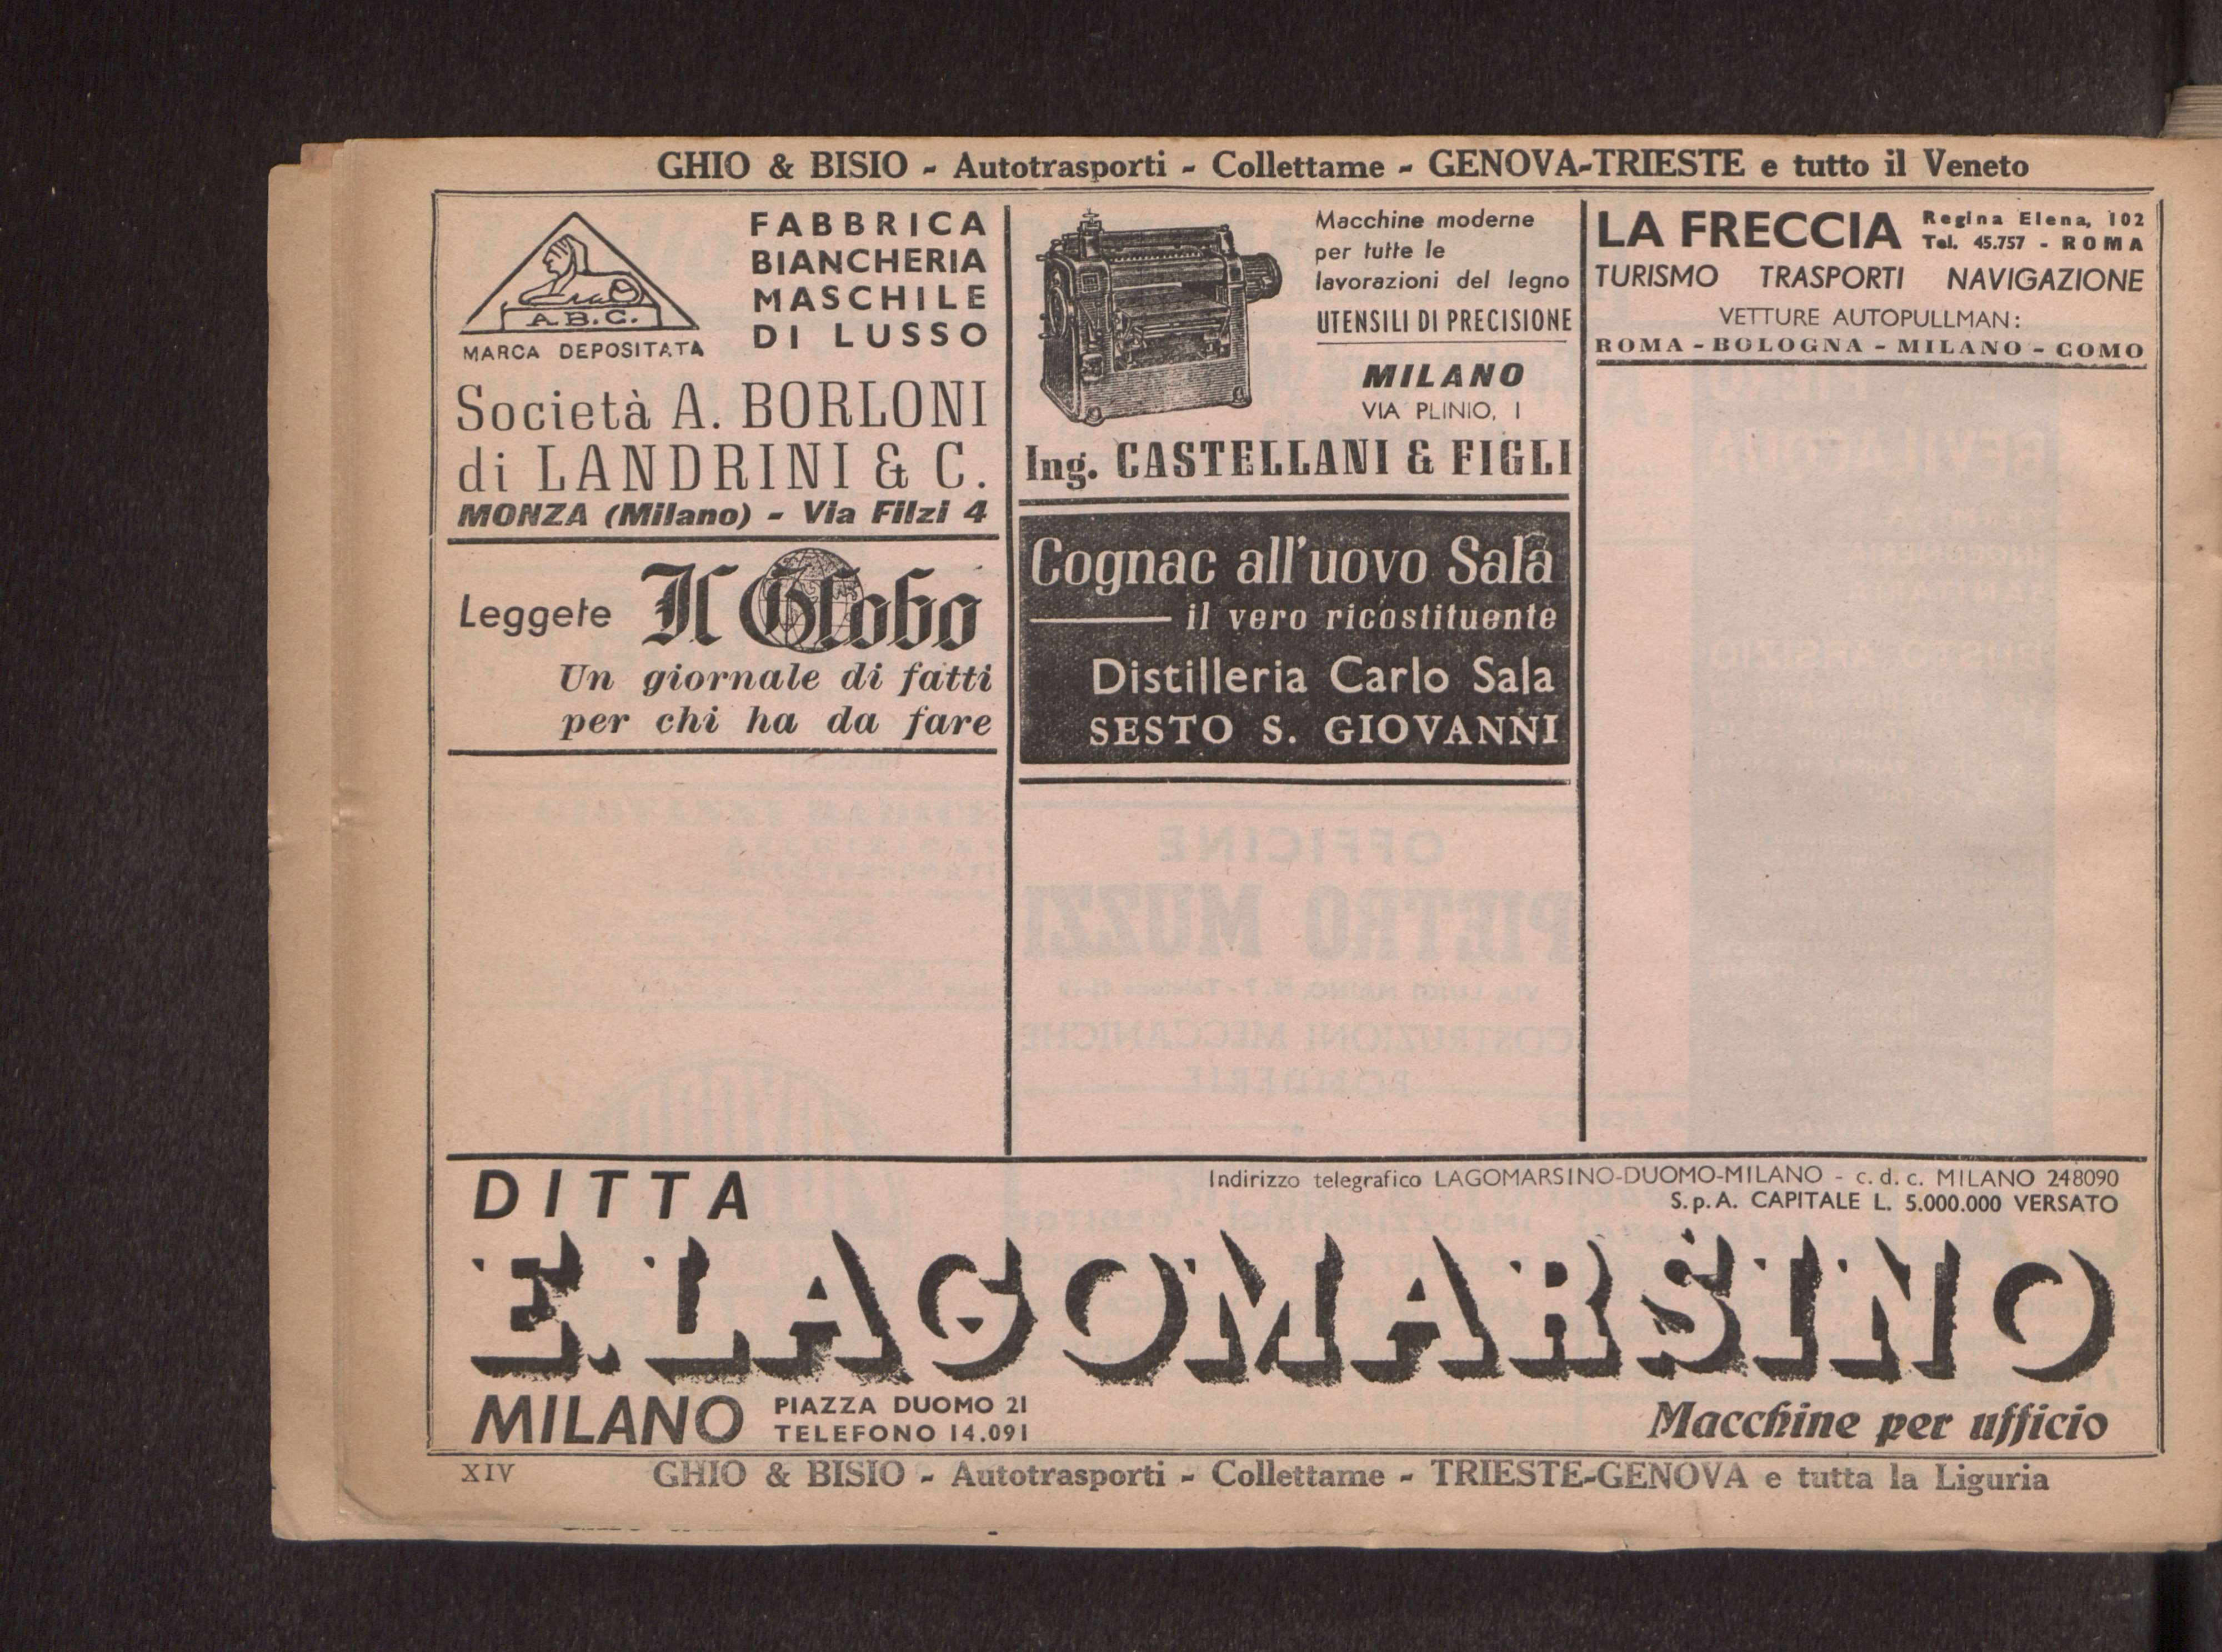 GHIO & BISIO - Autotrasporti - Collettame - GENOVA-TRIESTE e tutto il Veneto
A.B.C.
MARCA DEPOSITATA
FABBRICA
BIANCHERIA
MASCHILE
DI LUSSO
Società A. BORLONI
di LANDRINI & C.
MONZA (Milano) - Via Filzi 4
Leggete Il Globo
Un giornale di fatti
per chi ha da fare
Macchine moderne
per tutte le
lavorazioni del legno
UTENSILI DI PRECISIONE
MILANO
VIA PLINIO, 1
Ing. CASTELLANI & FIGLI
Cognac all'uovo Sala
il vero ricostituente
Distilleria Carlo Sala
SESTO S. GIOVANNI
LA FRECCIA
Regina Elena, 102
Tel. 45.757 - ROMA
TURISMO TRASPORTI NAVIGAZIONE
VETTURE AUTOPULLMAN:
ROMA - BOLOGNA - MILANO - COMO
OFFICINE
PIETRO MUZZI
COSTRUZIONI MECCANICHE
DITTA
Indirizzo telegrafico LAGOMARSINO-DUOMO-MILANO - c.d.c. MILANO 248090
S.p.A. CAPITALE L. 5.000.000 VERSATO
E. LAGOMARSINO
MILANO
PIAZZA DUOMO 21
TELEFONO 14.091
Macchine per ufficio
XIV
GHIO & BISIO - Autotrasporti - Collettame - TRIESTE-GENOVA e tutta la Liguria